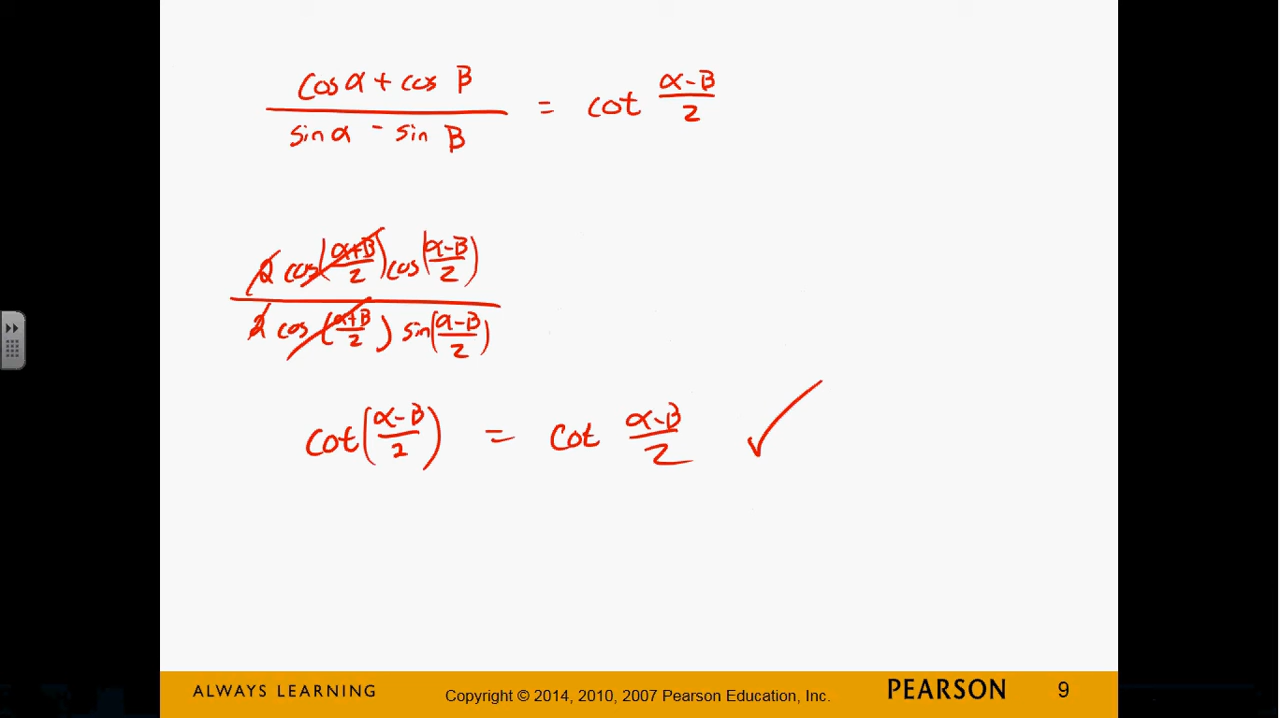 cos α + cos β / sin α - sin β = cot α-β/2
2 cos(α+β/2) cos(α-β/2) / 2 cos(α+β/2) sin(α-β/2)
cot(α-β/2) = cot α-β/2 ✓
ALWAYS LEARNING Copyright © 2014, 2010, 2007 Pearson Education, Inc. PEARSON 9